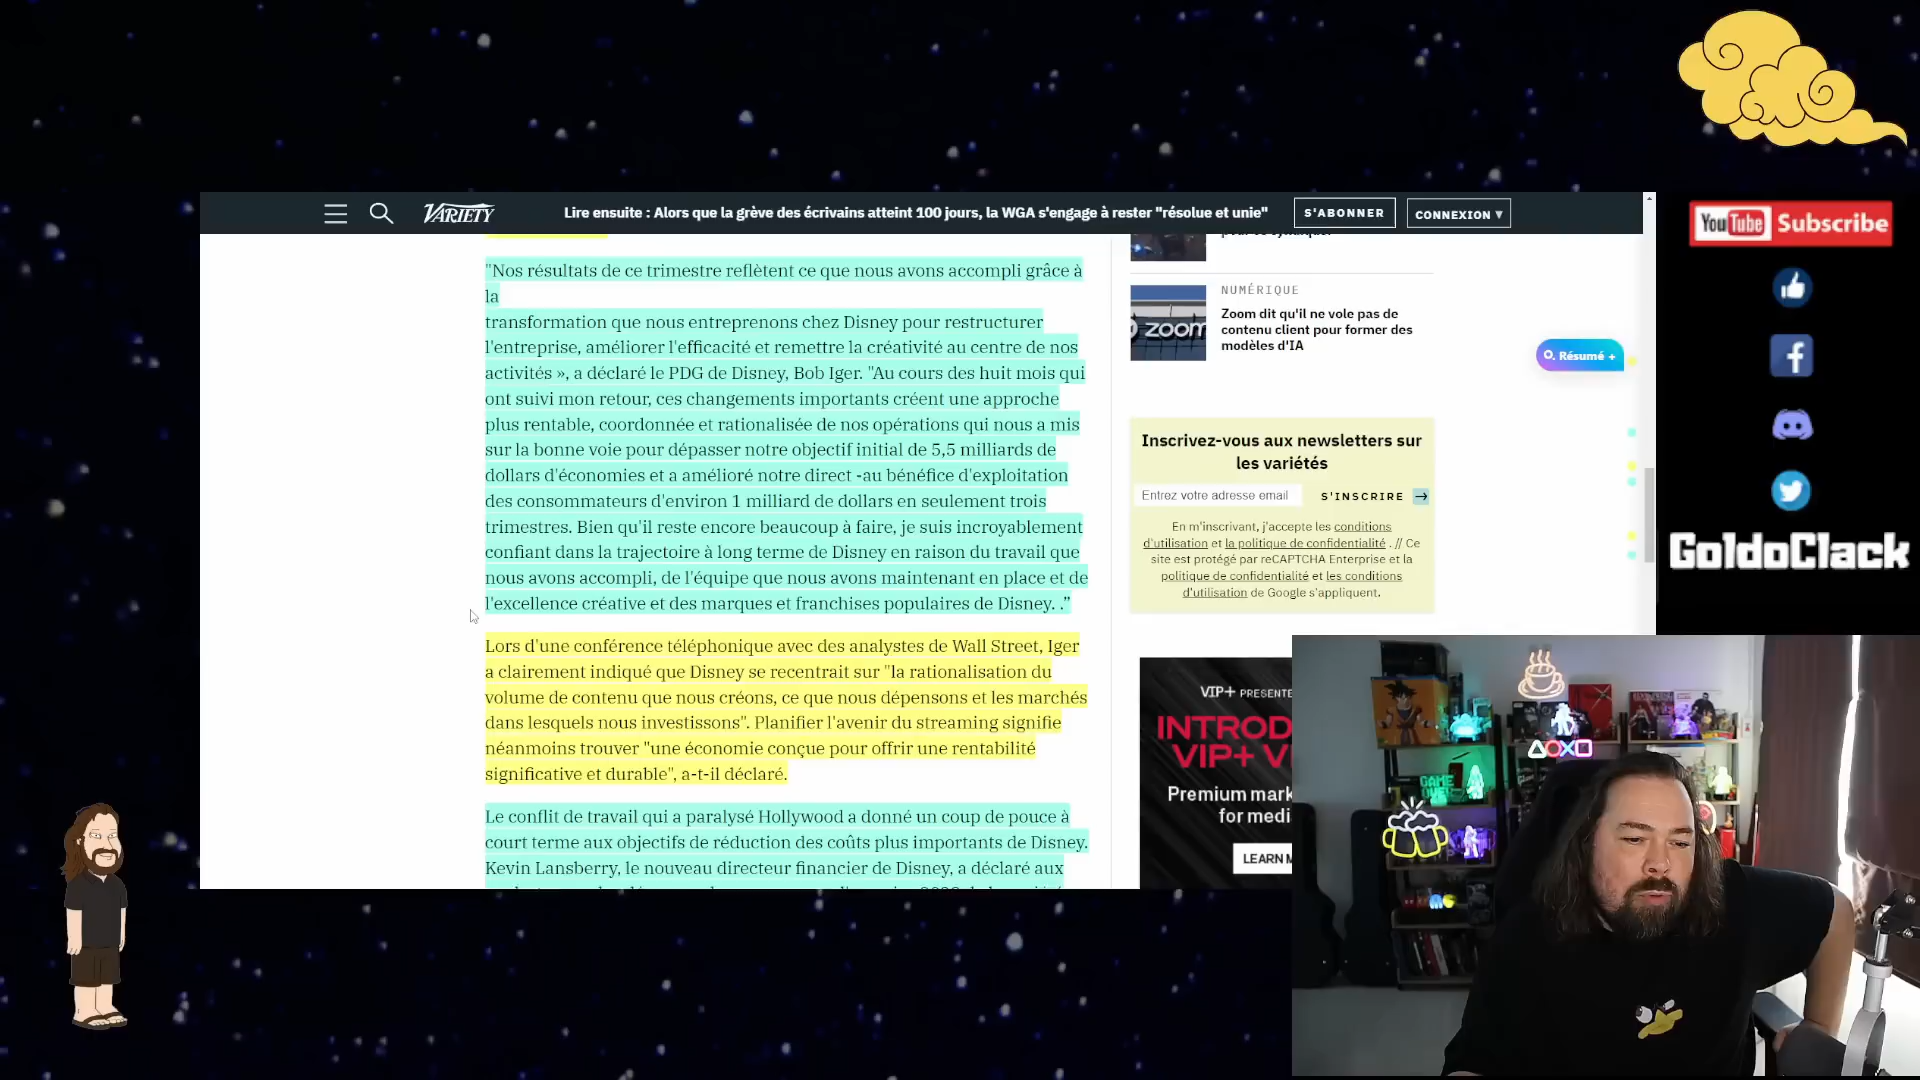 VARIETY
Lire ensuite : Alors que la grève des écrivains atteint 100 jours, la WGA s'engage à rester "résolue et unie"
S'ABONNER
CONNEXION ▼
"Nos résultats de ce trimestre reflètent ce que nous avons accompli grâce à
la
transformation que nous entreprenons chez Disney pour restructurer
l'entreprise, améliorer l'efficacité et remettre la créativité au centre de nos
activités », a déclaré le PDG de Disney, Bob Iger. "Au cours des huit mois qui
ont suivi mon retour, ces changements importants créent une approche
plus rentable, coordonnée et rationalisée de nos opérations qui nous a mis
sur la bonne voie pour dépasser notre objectif initial de 5,5 milliards de
dollars d'économies et a amélioré notre direct -au bénéfice d'exploitation
des consommateurs d'environ 1 milliard de dollars en seulement trois
trimestres. Bien qu'il reste encore beaucoup à faire, je suis incroyablement
confiant dans la trajectoire à long terme de Disney en raison du travail que
nous avons accompli, de l'équipe que nous avons maintenant en place et de
l'excellence créative et des marques et franchises populaires de Disney. .”
Lors d'une conférence téléphonique avec des analystes de Wall Street, Iger
a clairement indiqué que Disney se recentrait sur "la rationalisation du
volume de contenu que nous créons, ce que nous dépensons et les marchés
dans lesquels nous investissons". Planifier l'avenir du streaming signifie
néanmoins trouver "une économie conçue pour offrir une rentabilité
significative et durable", a-t-il déclaré.
Le conflit de travail qui a paralysé Hollywood a donné un coup de pouce à
court terme aux objectifs de réduction des coûts plus importants de Disney.
Kevin Lansberry, le nouveau directeur financier de Disney, a déclaré aux
NUMÉRIQUE
Zoom dit qu'il ne vole pas de
contenu client pour former des
modèles d'IA
zoom
Résumé +
Inscrivez-vous aux newsletters sur
les variétés
Entrez votre adresse email
S'INSCRIRE →
En m'inscrivant, j'accepte les conditions
d'utilisation et la politique de confidentialité . // Ce
site est protégé par reCAPTCHA Enterprise et la
politique de confidentialité et les conditions
d'utilisation de Google s'appliquent.
VIP+ PRESENTE
INTROD
VIP+ V
Premium mark
for medi
LEARN M
YouTube Subscribe
GoldoClack
GAME
OVER